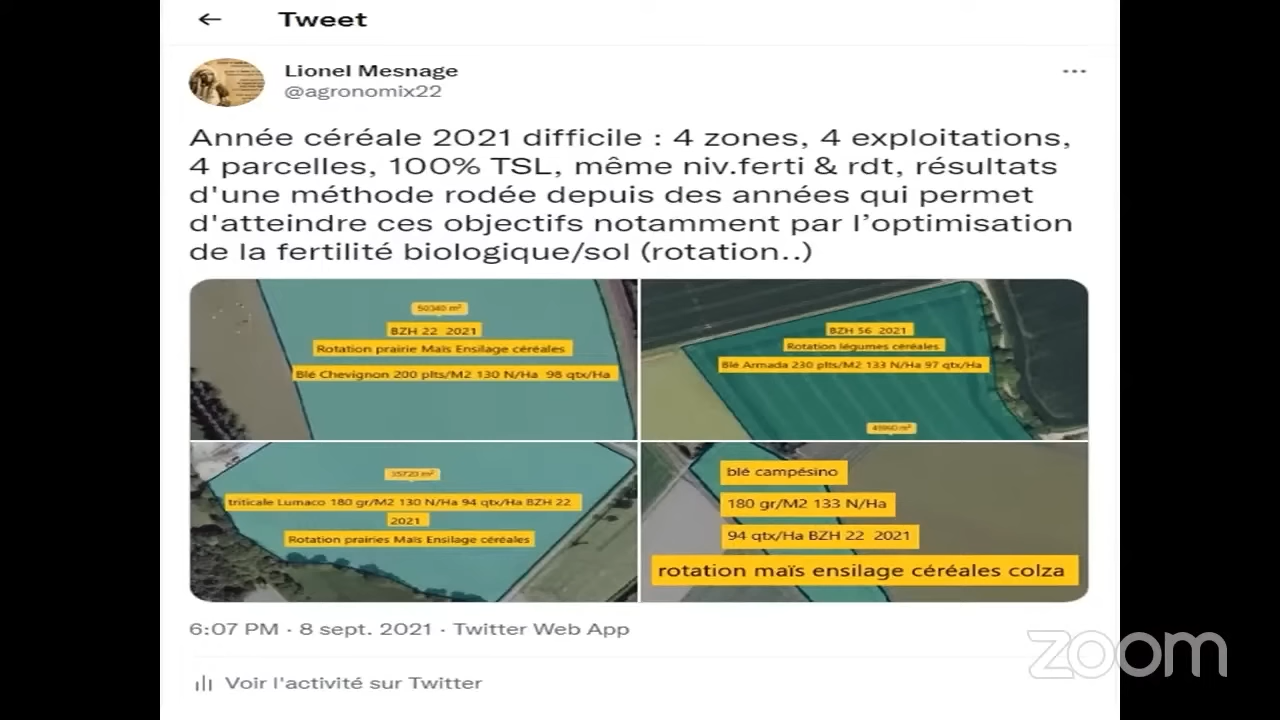 ← Tweet
Lionel Mesnage
@agronomix22
Année céréale 2021 difficile : 4 zones, 4 exploitations,
4 parcelles, 100% TSL, même niv.ferti & rdt, résultats
d'une méthode rodée depuis des années qui permet
d'atteindre ces objectifs notamment par l’optimisation
de la fertilité biologique/sol (rotation..)
50340 m²
BZH 22 2021
Rotation prairie Maïs Ensilage céréales
Blé Chevignon 200 plts/M2 130 N/Ha 98 qtx/Ha
BZH 56 2021
Rotation légumes céréales
Blé Armada 230 plts/M2 133 N/Ha 97 qtx/Ha
triticale Lumaco 180 gr/M2 130 N/Ha 94 qtx/Ha BZH 22
2021
Rotation prairies Maïs Ensilage céréales
blé campésino
180 gr/M2 133 N/Ha
94 qtx/Ha BZH 22 2021
rotation maïs ensilage céréales colza
6:07 PM · 8 sept. 2021 · Twitter Web App
Voir l'activité sur Twitter
zoom